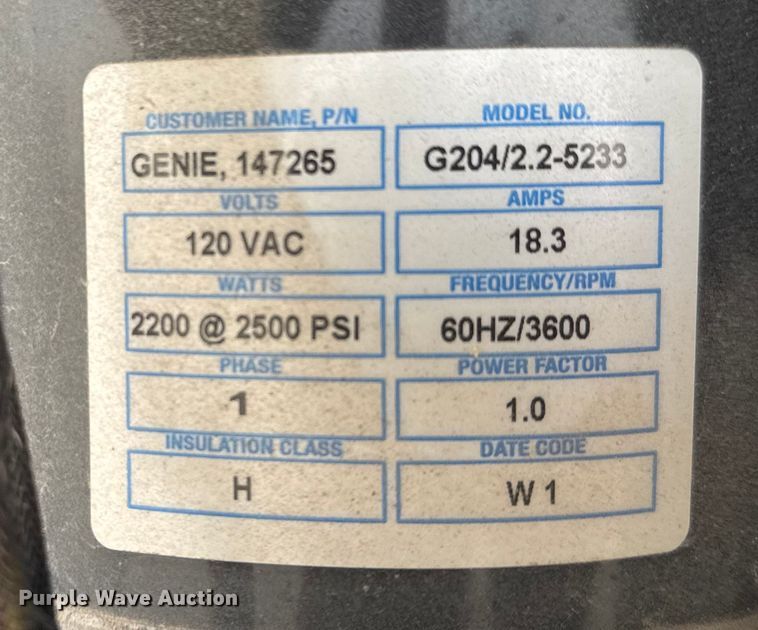 CUSTOMER NAME, P/N MODEL NO.
GENIE, 147265 G204/2.2-5233
VOLTS AMPS
120 VAC 18.3
WATTS FREQUENCY/RPM
2200 @ 2500 PSI 60HZ/3600
PHASE POWER FACTOR
1 1.0
INSULATION CLASS DATE CODE
H W 1
Purple Wave Auction